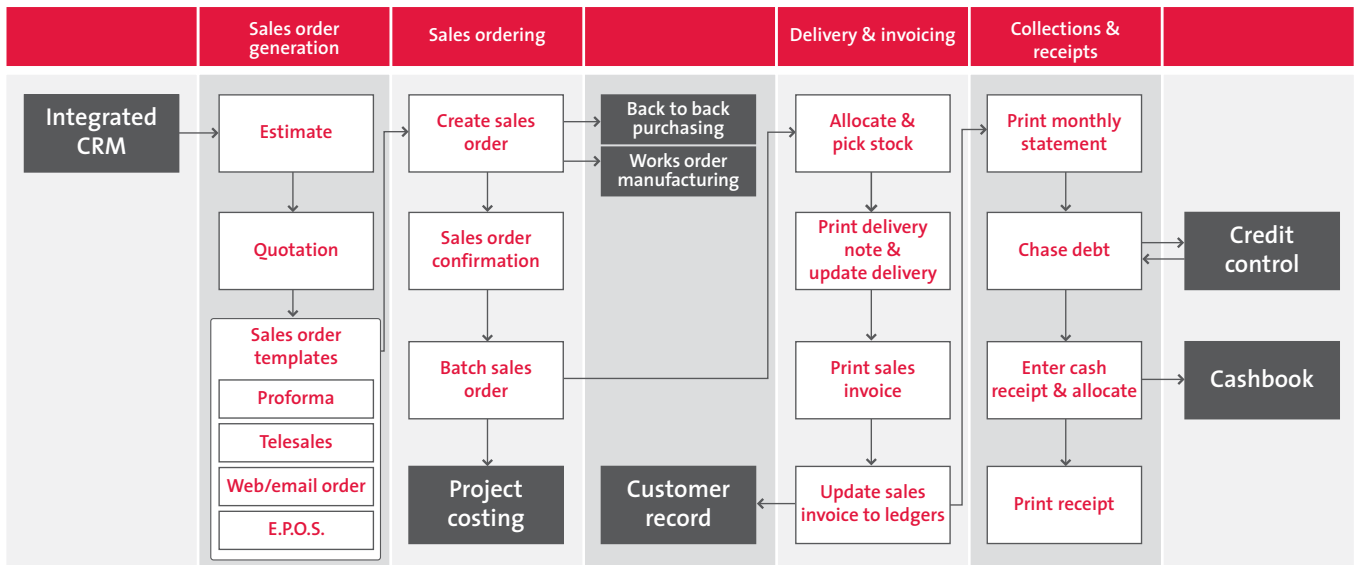 Sales order
generation
Sales ordering
Delivery & invoicing
Collections &
receipts
Integrated
CRM
Estimate
Quotation
Sales order
templates
Proforma
Telesales
Web/email order
E.P.O.S.
Create sales
order
Sales order
confirmation
Batch sales
order
Project
costing
Back to back
purchasing
Works order
manufacturing
Customer
record
Allocate &
pick stock
Print delivery
note &
update delivery
Print sales
invoice
Update sales
invoice to ledgers
Print monthly
statement
Chase debt
Enter cash
receipt & allocate
Print receipt
Credit
control
Cashbook